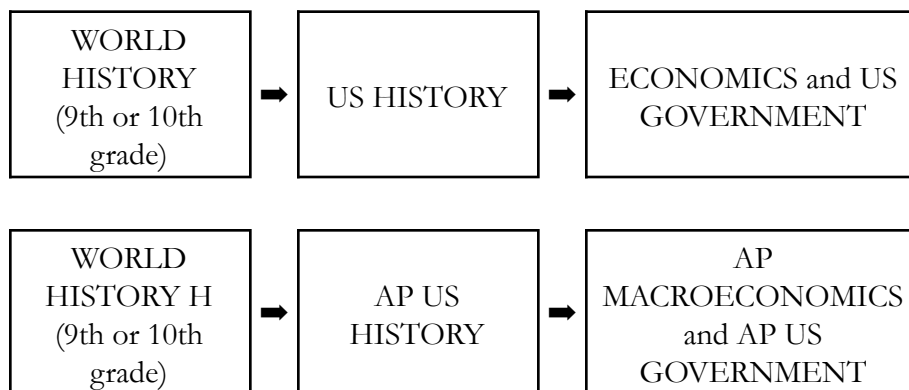 WORLD
HISTORY
(9th or 10th
grade)
US HISTORY
ECONOMICS and US
GOVERNMENT
WORLD
HISTORY H
(9th or 10th
grade)
AP US
HISTORY
AP
MACROECONOMICS
and AP US
GOVERNMENT